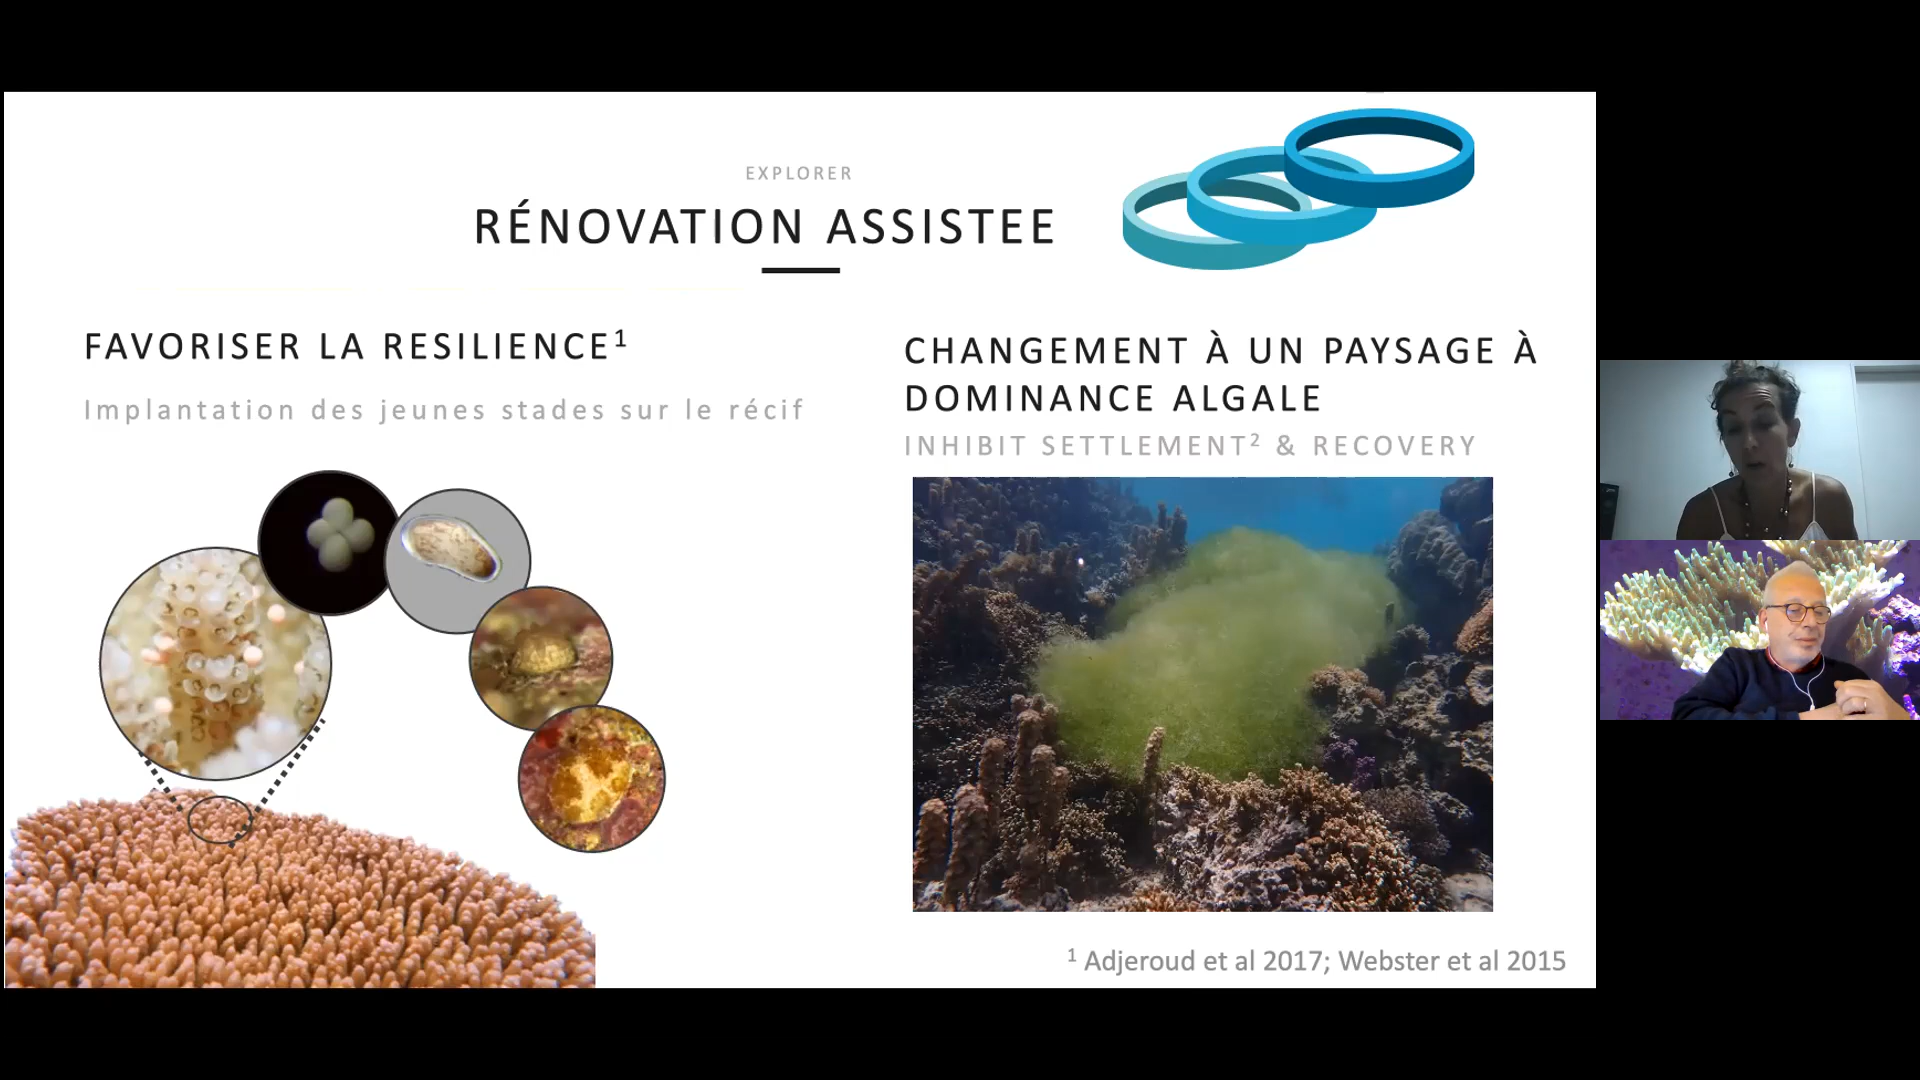 EXPLORER
RÉNOVATION ASSISTEE
FAVORISER LA RESILIENCE¹
Implantation des jeunes stades sur le récif
CHANGEMENT À UN PAYSAGE À
DOMINANCE ALGALE
INHIBIT SETTLEMENT² & RECOVERY
¹ Adjeroud et al 2017; Webster et al 2015